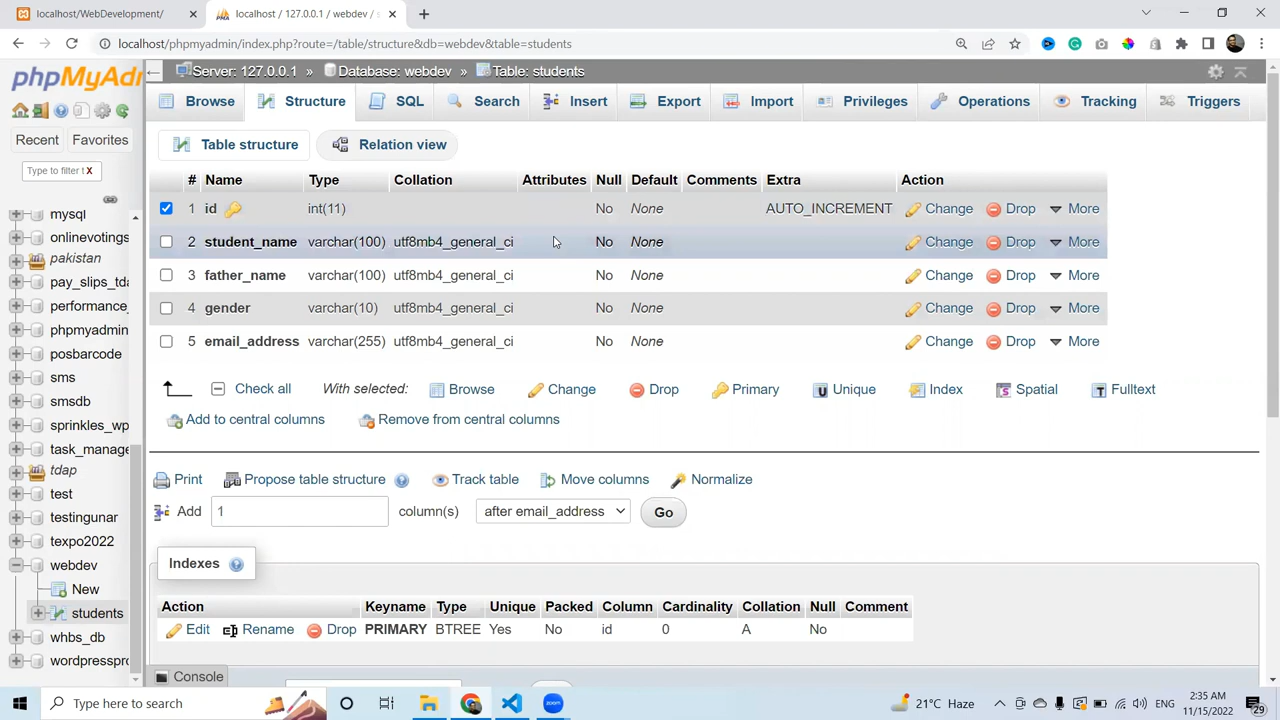 localhost/WebDevelopment/
localhost / 127.0.0.1 / webdev / s
localhost/phpmyadmin/index.php?route=/table/structure&db=webdev&table=students
phpMyAdm
Server: 127.0.0.1 » Database: webdev » Table: students
Browse Structure SQL Search Insert Export Import Privileges Operations Tracking Triggers
Recent Favorites
Type to filter t X
Table structure Relation view
# Name Type Collation Attributes Null Default Comments Extra Action
1 id int(11) No None AUTO_INCREMENT Change Drop More
2 student_name varchar(100) utf8mb4_general_ci No None Change Drop More
3 father_name varchar(100) utf8mb4_general_ci No None Change Drop More
4 gender varchar(10) utf8mb4_general_ci No None Change Drop More
5 email_address varchar(255) utf8mb4_general_ci No None Change Drop More
Check all With selected: Browse Change Drop Primary Unique Index Spatial Fulltext
Add to central columns Remove from central columns
Print Propose table structure Track table Move columns Normalize
Add 1 column(s) after email_address Go
Indexes
Action Keyname Type Unique Packed Column Cardinality Collation Null Comment
Edit Rename Drop PRIMARY BTREE Yes No id 0 A No
Console
mysql
onlinevotings
pakistan
pay_slips_tda
performance_
phpmyadmin
posbarcode
sms
smsdb
sprinkles_wp
task_manage
tdap
test
testingunar
texpo2022
webdev
New
students
whbs_db
wordpresspro
Type here to search
21°C Haze
ENG
2:35 AM
11/15/2022
29